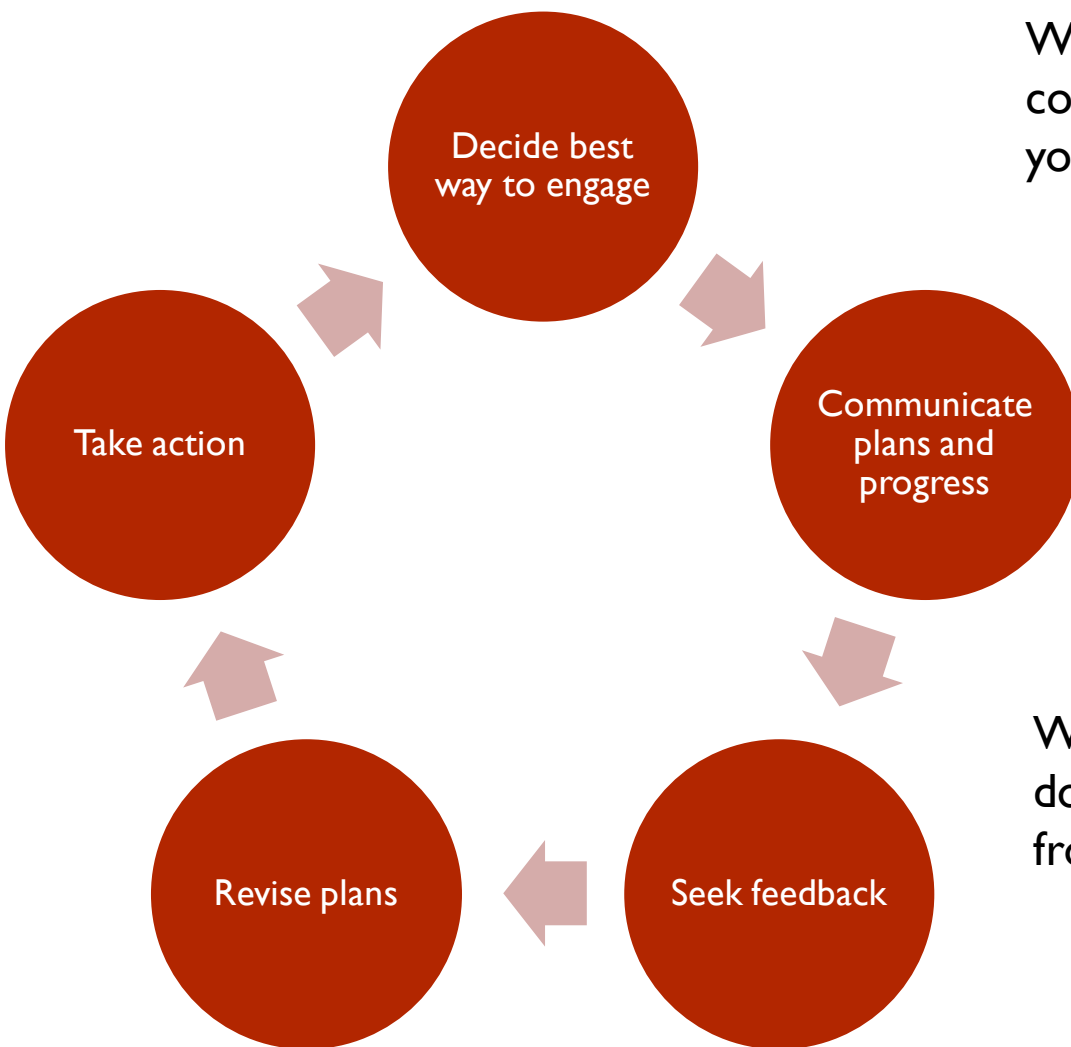 Decide best
way to engage
Communicate
plans and
progress
Seek feedback
Revise plans
Take action